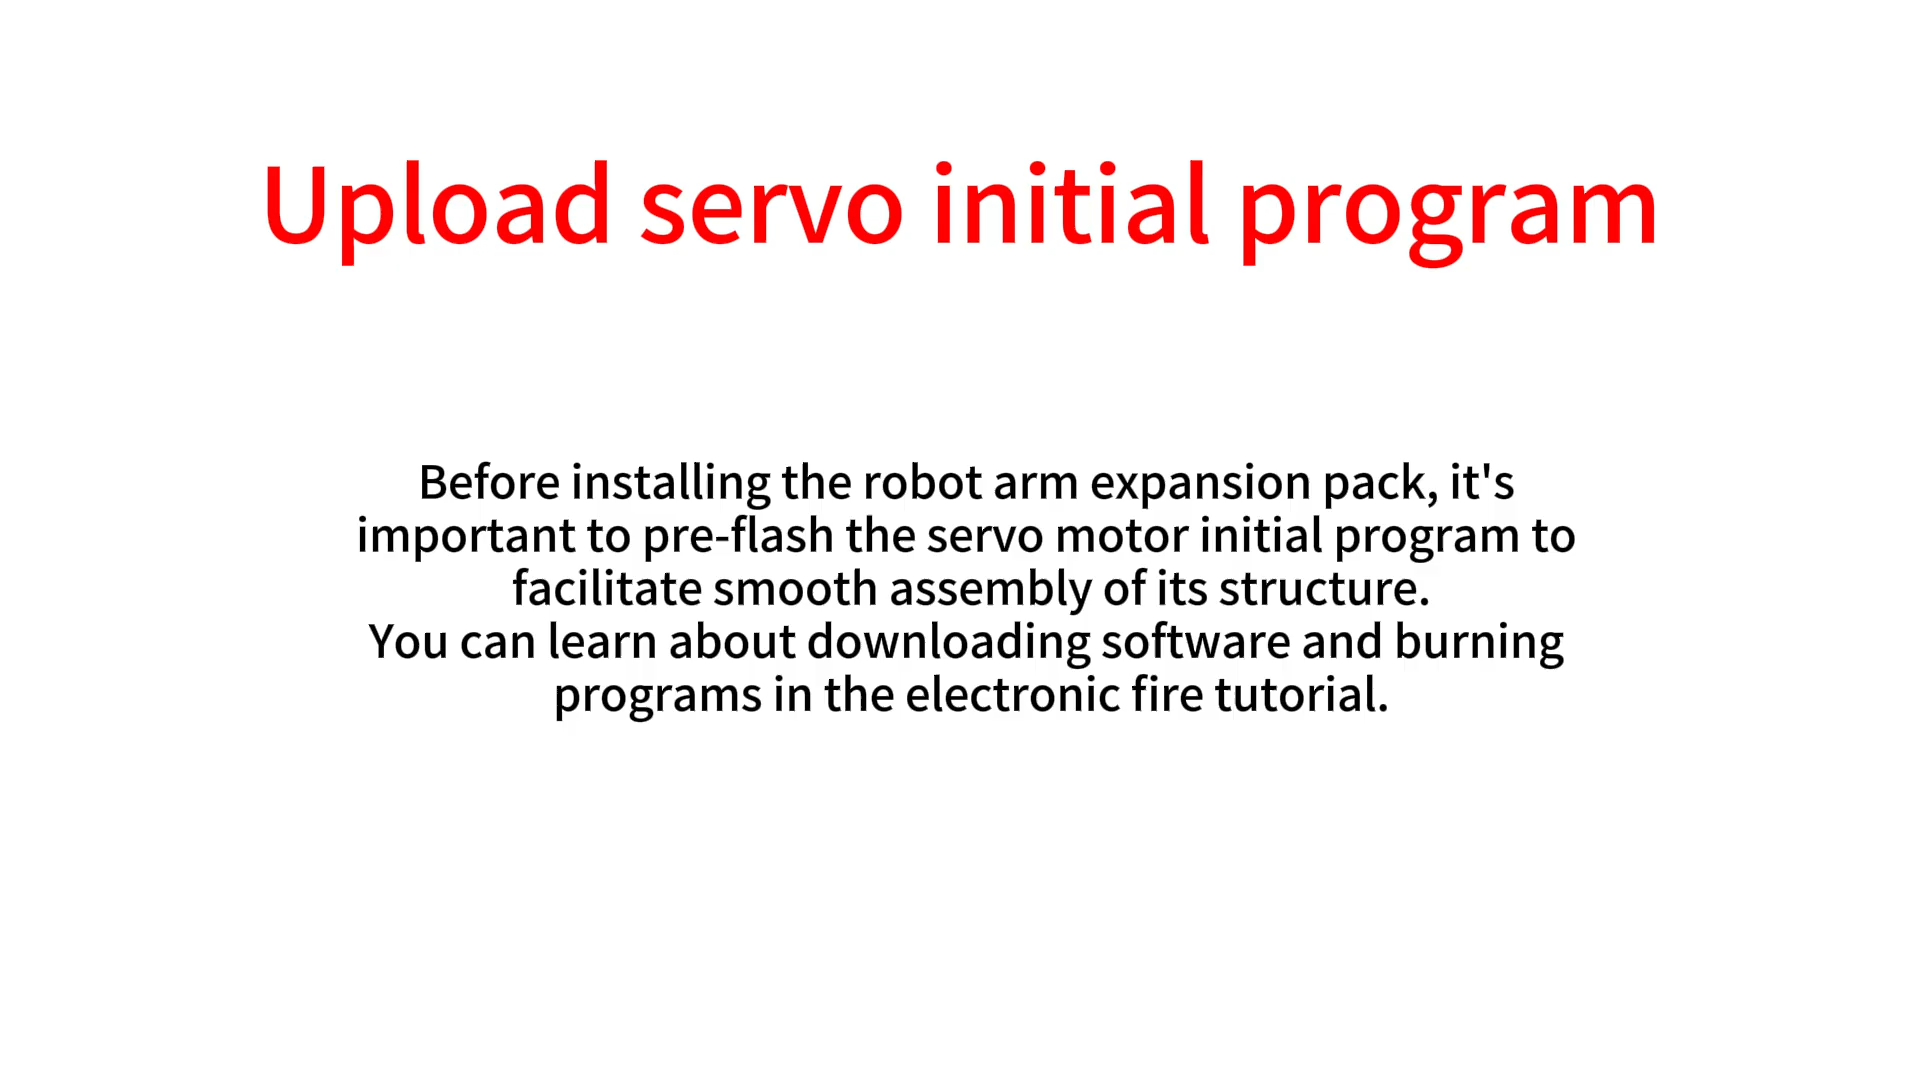 Upload servo initial program
Before installing the robot arm expansion pack, it's
important to pre-flash the servo motor initial program to
facilitate smooth assembly of its structure.
You can learn about downloading software and burning
programs in the electronic fire tutorial.